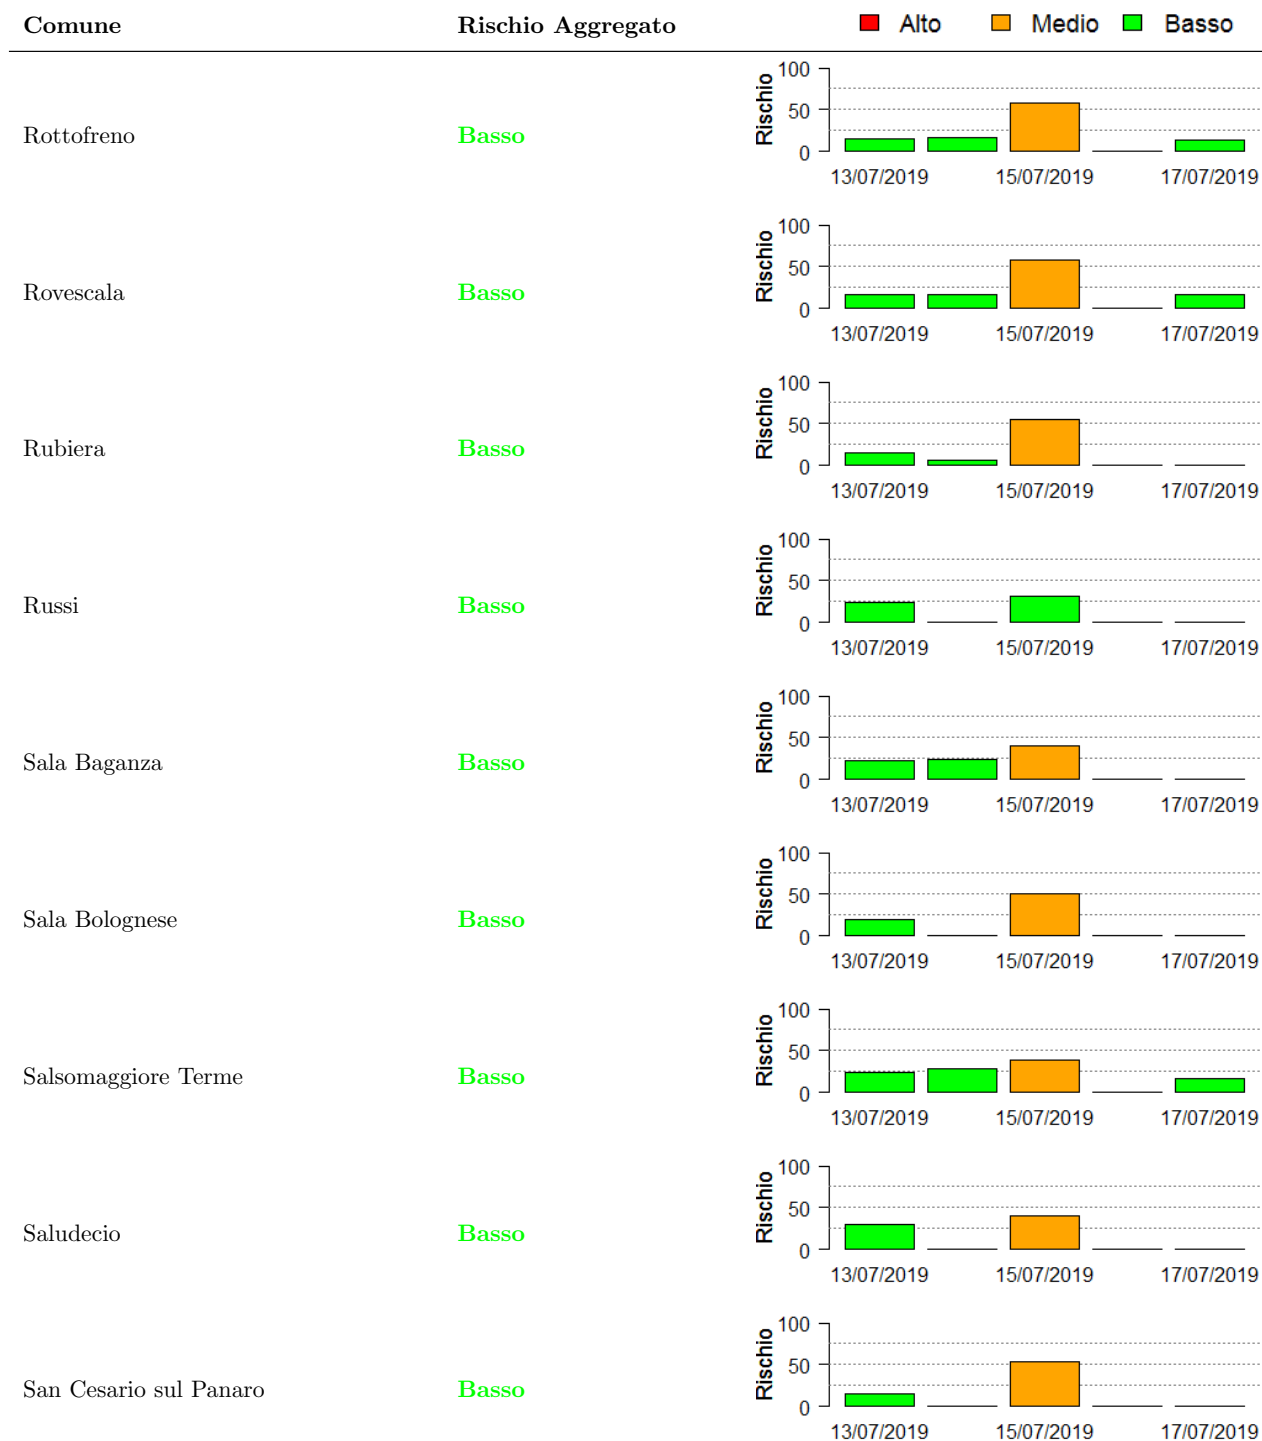 Comune Rischio Aggregato Alto Medio Basso
Rottofreno Basso Rischio 100 50 0
13/07/2019 15/07/2019 17/07/2019
Rovescala Basso Rischio 100 50 0
13/07/2019 15/07/2019 17/07/2019
Rubiera Basso Rischio 100 50 0
13/07/2019 15/07/2019 17/07/2019
Russi Basso Rischio 100 50 0
13/07/2019 15/07/2019 17/07/2019
Sala Baganza Basso Rischio 100 50 0
13/07/2019 15/07/2019 17/07/2019
Sala Bolognese Basso Rischio 100 50 0
13/07/2019 15/07/2019 17/07/2019
Salsomaggiore Terme Basso Rischio 100 50 0
13/07/2019 15/07/2019 17/07/2019
Saludecio Basso Rischio 100 50 0
13/07/2019 15/07/2019 17/07/2019
San Cesario sul Panaro Basso Rischio 100 50 0
13/07/2019 15/07/2019 17/07/2019